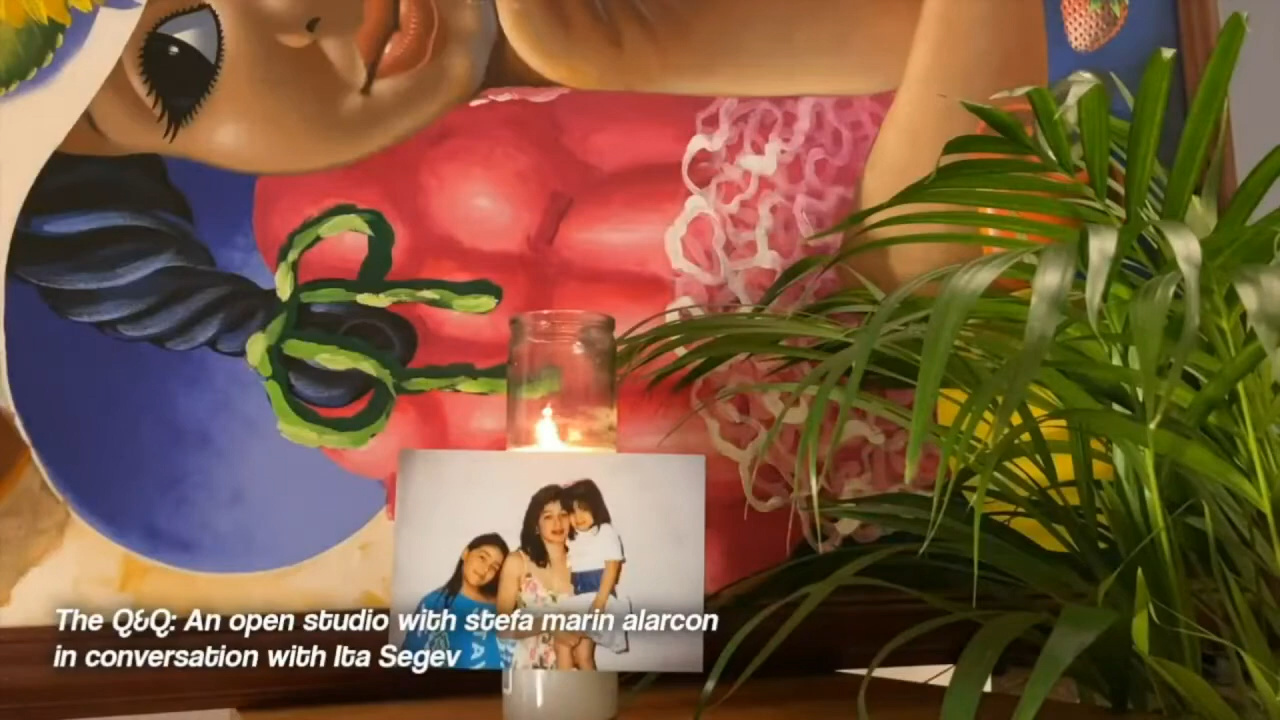 The Q&Q: An open studio with stefa marin alarcon
in conversation with Ita Segev